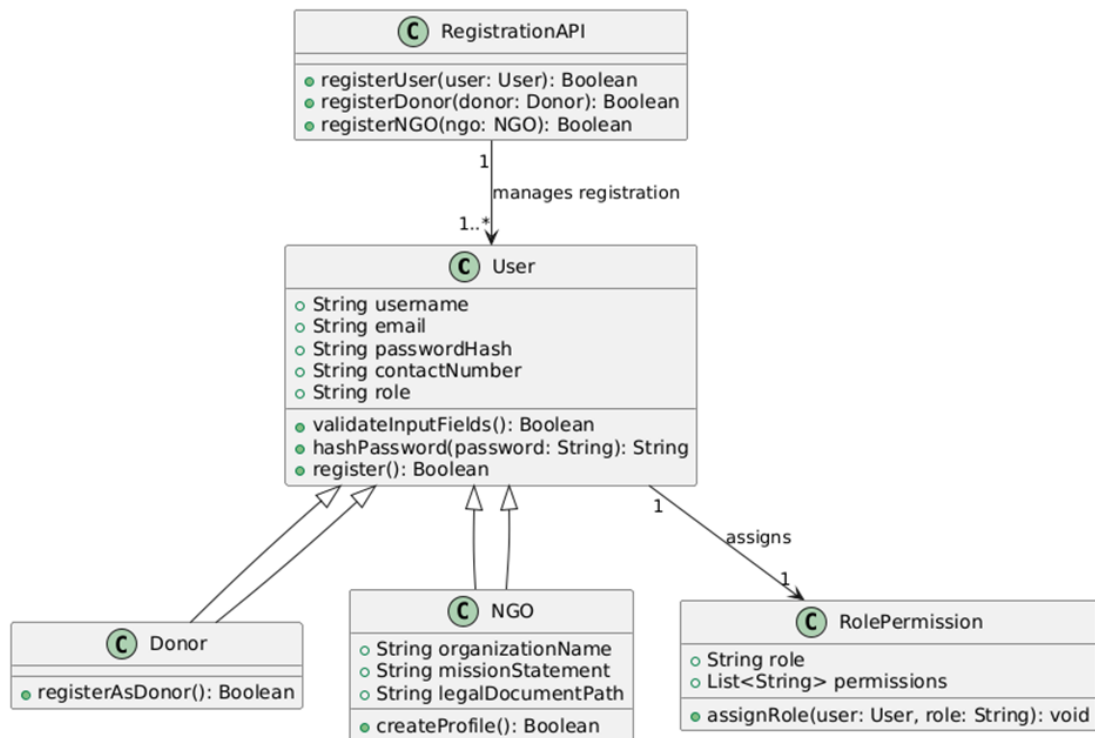 C RegistrationAPI
registerUser(user: User): Boolean
registerDonor(donor: Donor): Boolean
registerNGO(ngo: NGO): Boolean
1
manages registration
1..*
C User
String username
String email
String passwordHash
String contactNumber
String role
validateInputFields(): Boolean
hashPassword(password: String): String
register(): Boolean
1
assigns
1
C Donor
registerAsDonor(): Boolean
C NGO
String organizationName
String missionStatement
String legalDocumentPath
createProfile(): Boolean
C RolePermission
String role
List<String> permissions
assignRole(user: User, role: String): void